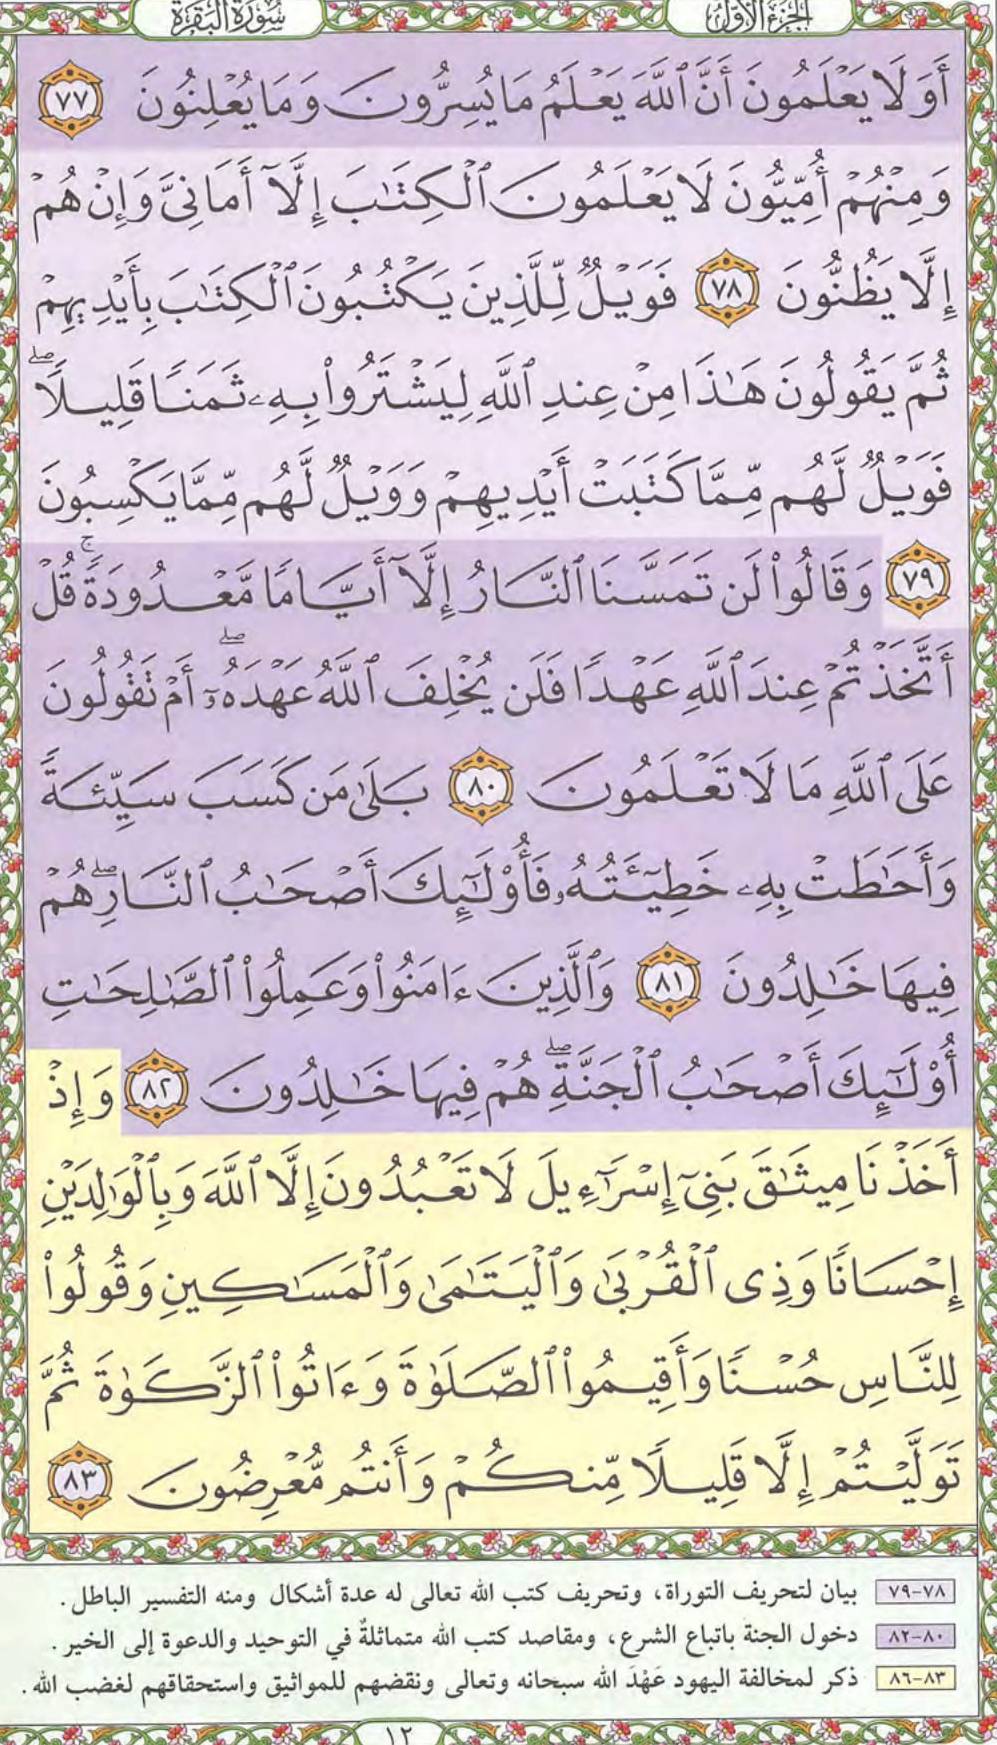 الجزء الأول
سورة البقرة
أَوَلَا يَعْلَمُونَ أَنَّ ٱللَّهَ يَعْلَمُ مَا يُسِرُّونَ وَمَا يُعْلِنُونَ ٧٧
وَمِنْهُمْ أُمِّيُّونَ لَا يَعْلَمُونَ ٱلْكِتَٰبَ إِلَّآ أَمَانِىَّ وَإِنْ هُمْ
إِلَّا يَظُنُّونَ ٧٨ فَوَيْلٌ لِّلَّذِينَ يَكْتُبُونَ ٱلْكِتَٰبَ بِأَيْدِيهِمْ
ثُمَّ يَقُولُونَ هَٰذَا مِنْ عِندِ ٱللَّهِ لِيَشْتَرُوا۟ بِهِۦ ثَمَنًا قَلِيلًا ۖ
فَوَيْلٌ لَّهُم مِّمَّا كَتَبَتْ أَيْدِيهِمْ وَوَيْلٌ لَّهُم مِّمَّا يَكْسِبُونَ
٧٩ وَقَالُوا۟ لَن تَمَسَّنَا ٱلنَّارُ إِلَّآ أَيَّامًا مَّعْدُودَةً ۚ قُلْ
أَتَّخَذْتُمْ عِندَ ٱللَّهِ عَهْدًا فَلَن يُخْلِفَ ٱللَّهُ عَهْدَهُۥٓ ۖ أَمْ تَقُولُونَ
عَلَى ٱللَّهِ مَا لَا تَعْلَمُونَ ٨٠ بَلَىٰ مَن كَسَبَ سَيِّئَةً
وَأَحَٰطَتْ بِهِۦ خَطِيٓـَٔتُهُۥ فَأُو۟لَٰٓئِكَ أَصْحَٰبُ ٱلنَّارِ ۖ هُمْ
فِيهَا خَٰلِدُونَ ٨١ وَٱلَّذِينَ ءَامَنُوا۟ وَعَمِلُوا۟ ٱلصَّٰلِحَٰتِ
أُو۟لَٰٓئِكَ أَصْحَٰبُ ٱلْجَنَّةِ ۖ هُمْ فِيهَا خَٰلِدُونَ ٨٢ وَإِذْ
أَخَذْنَا مِيثَٰقَ بَنِىٓ إِسْرَٰٓءِيلَ لَا تَعْبُدُونَ إِلَّا ٱللَّهَ وَبِٱلْوَٰلِدَيْنِ
إِحْسَانًا وَذِى ٱلْقُرْبَىٰ وَٱلْيَتَٰمَىٰ وَٱلْمَسَٰكِينِ وَقُولُوا۟
لِلنَّاسِ حُسْنًا وَأَقِيمُوا۟ ٱلصَّلَوٰةَ وَءَاتُوا۟ ٱلزَّكَوٰةَ ثُمَّ
تَوَلَّيْتُمْ إِلَّا قَلِيلًا مِّنكُمْ وَأَنتُم مُّعْرِضُونَ ٨٣
٧٨-٧٩ بيان لتحريف التوراة، وتحريف كتب الله تعالى له عدة أشكال ومنه التفسير الباطل.
٨٠-٨٢ دخول الجنة باتباع الشرع، ومقاصد كتب الله متماثلةٌ في التوحيد والدعوة إلى الخير.
٨٣-٨٦ ذكر لمخالفة اليهود عَهْدَ الله سبحانه وتعالى ونقضهم للمواثيق واستحقاقهم لغضب الله.
١٢